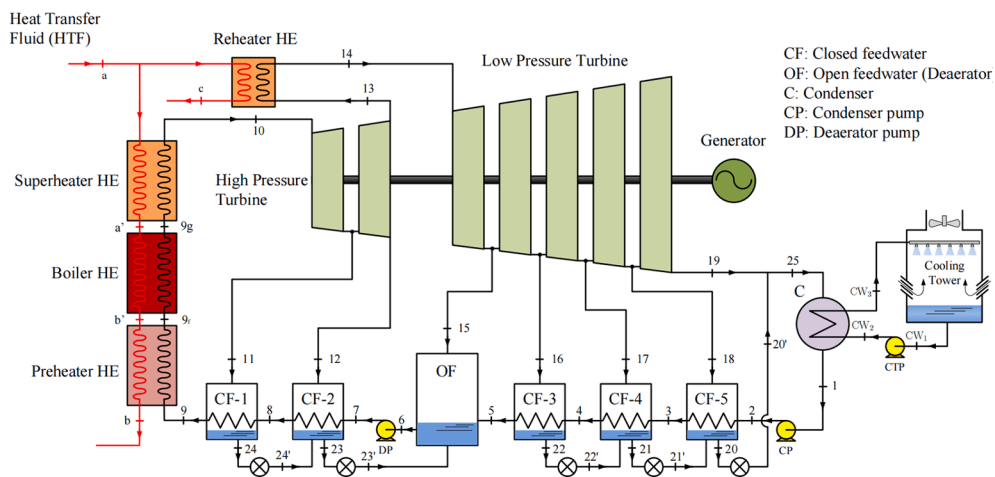 Heat Transfer
Fluid (HTF)
a
Reheater HE
14
Low Pressure Turbine
CF: Closed feedwater
OF: Open feedwater (Deaerator)
C: Condenser
CP: Condenser pump
DP: Deaerator pump
c
13
10
Generator
Superheater HE
High Pressure
Turbine
a'
9g
Boiler HE
b'
9f
Preheater HE
b
9
19
25
C
CW3
CW2
CW1
Cooling
Tower
CTP
20'
1
11
12
15
16
17
18
OF
CF-1
CF-2
CF-3
CF-4
CF-5
8
7
6
5
4
3
2
DP
CP
24
24'
23
23'
22
22'
21
21'
20